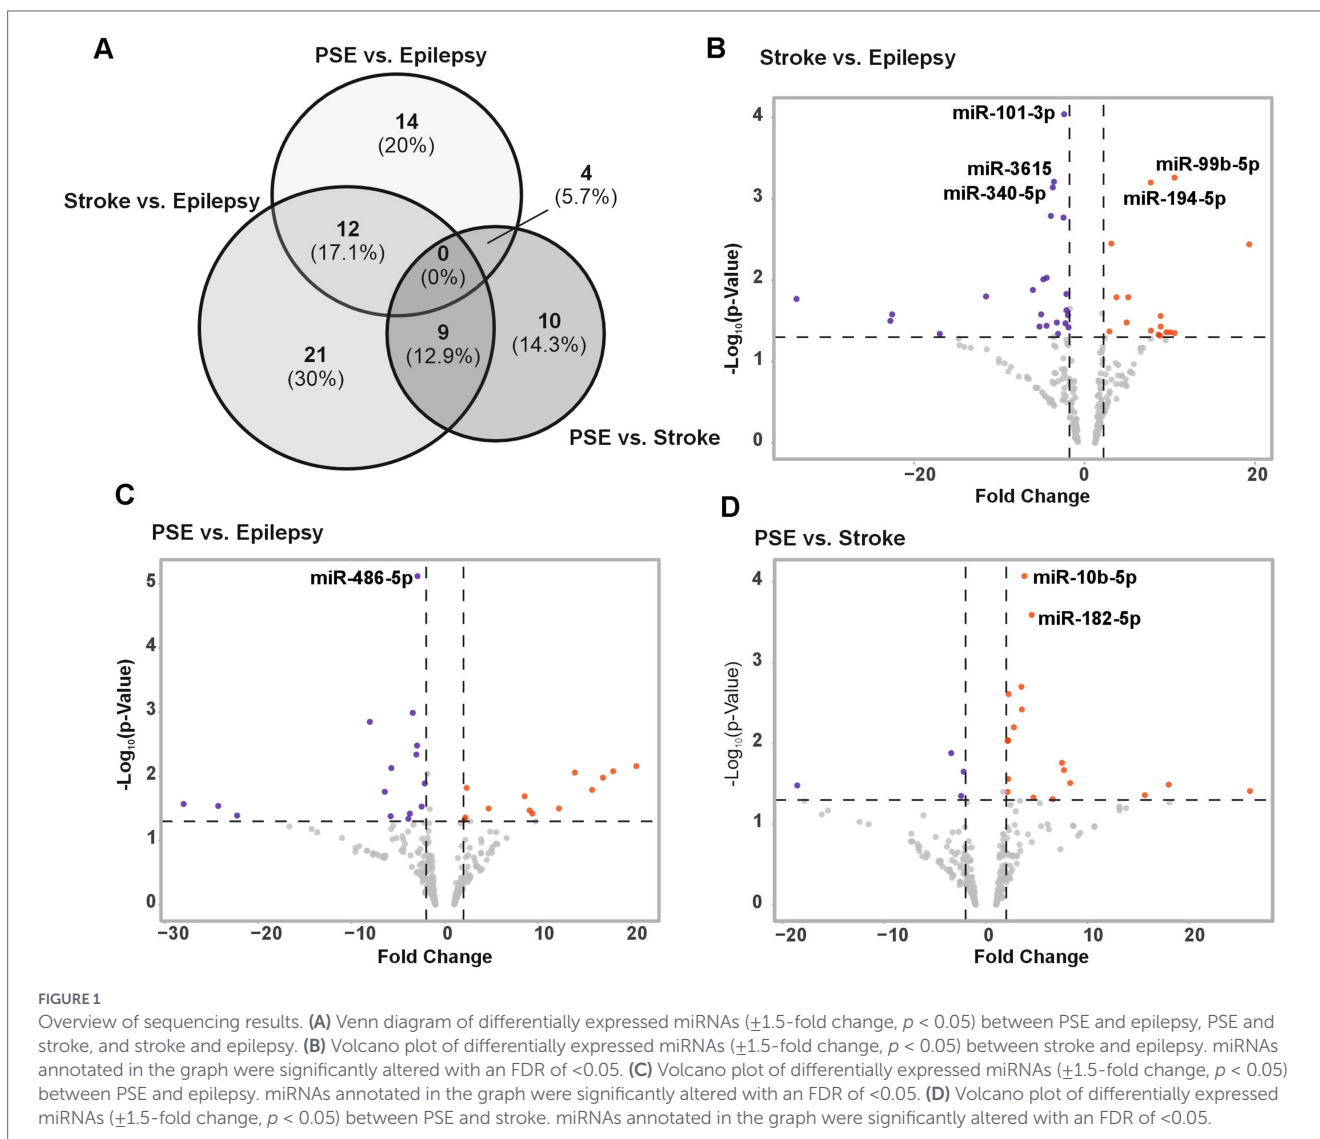 A
PSE vs. Epilepsy
14
(20%)
4
(5.7%)
Stroke vs. Epilepsy
12
(17.1%)
0
(0%)
9
(12.9%)
10
(14.3%)
21
(30%)
PSE vs. Stroke
B
Stroke vs. Epilepsy
-Log10(p-Value)
4
3
2
1
0
miR-101-3p
miR-3615
miR-340-5p
miR-99b-5p
miR-194-5p
−20
0
20
Fold Change
C
PSE vs. Epilepsy
-Log10(p-Value)
5
4
3
2
1
0
miR-486-5p
−30
−20
−10
0
10
20
Fold Change
D
PSE vs. Stroke
-Log10(p-Value)
4
3
2
1
0
miR-10b-5p
miR-182-5p
−20
−10
0
10
20
Fold Change
FIGURE 1
Overview of sequencing results. (A) Venn diagram of differentially expressed miRNAs (±1.5-fold change, p < 0.05) between PSE and epilepsy, PSE and
stroke, and stroke and epilepsy. (B) Volcano plot of differentially expressed miRNAs (±1.5-fold change, p < 0.05) between stroke and epilepsy. miRNAs
annotated in the graph were significantly altered with an FDR of <0.05. (C) Volcano plot of differentially expressed miRNAs (±1.5-fold change, p < 0.05)
between PSE and epilepsy. miRNAs annotated in the graph were significantly altered with an FDR of <0.05. (D) Volcano plot of differentially expressed
miRNAs (±1.5-fold change, p < 0.05) between PSE and stroke. miRNAs annotated in the graph were significantly altered with an FDR of <0.05.